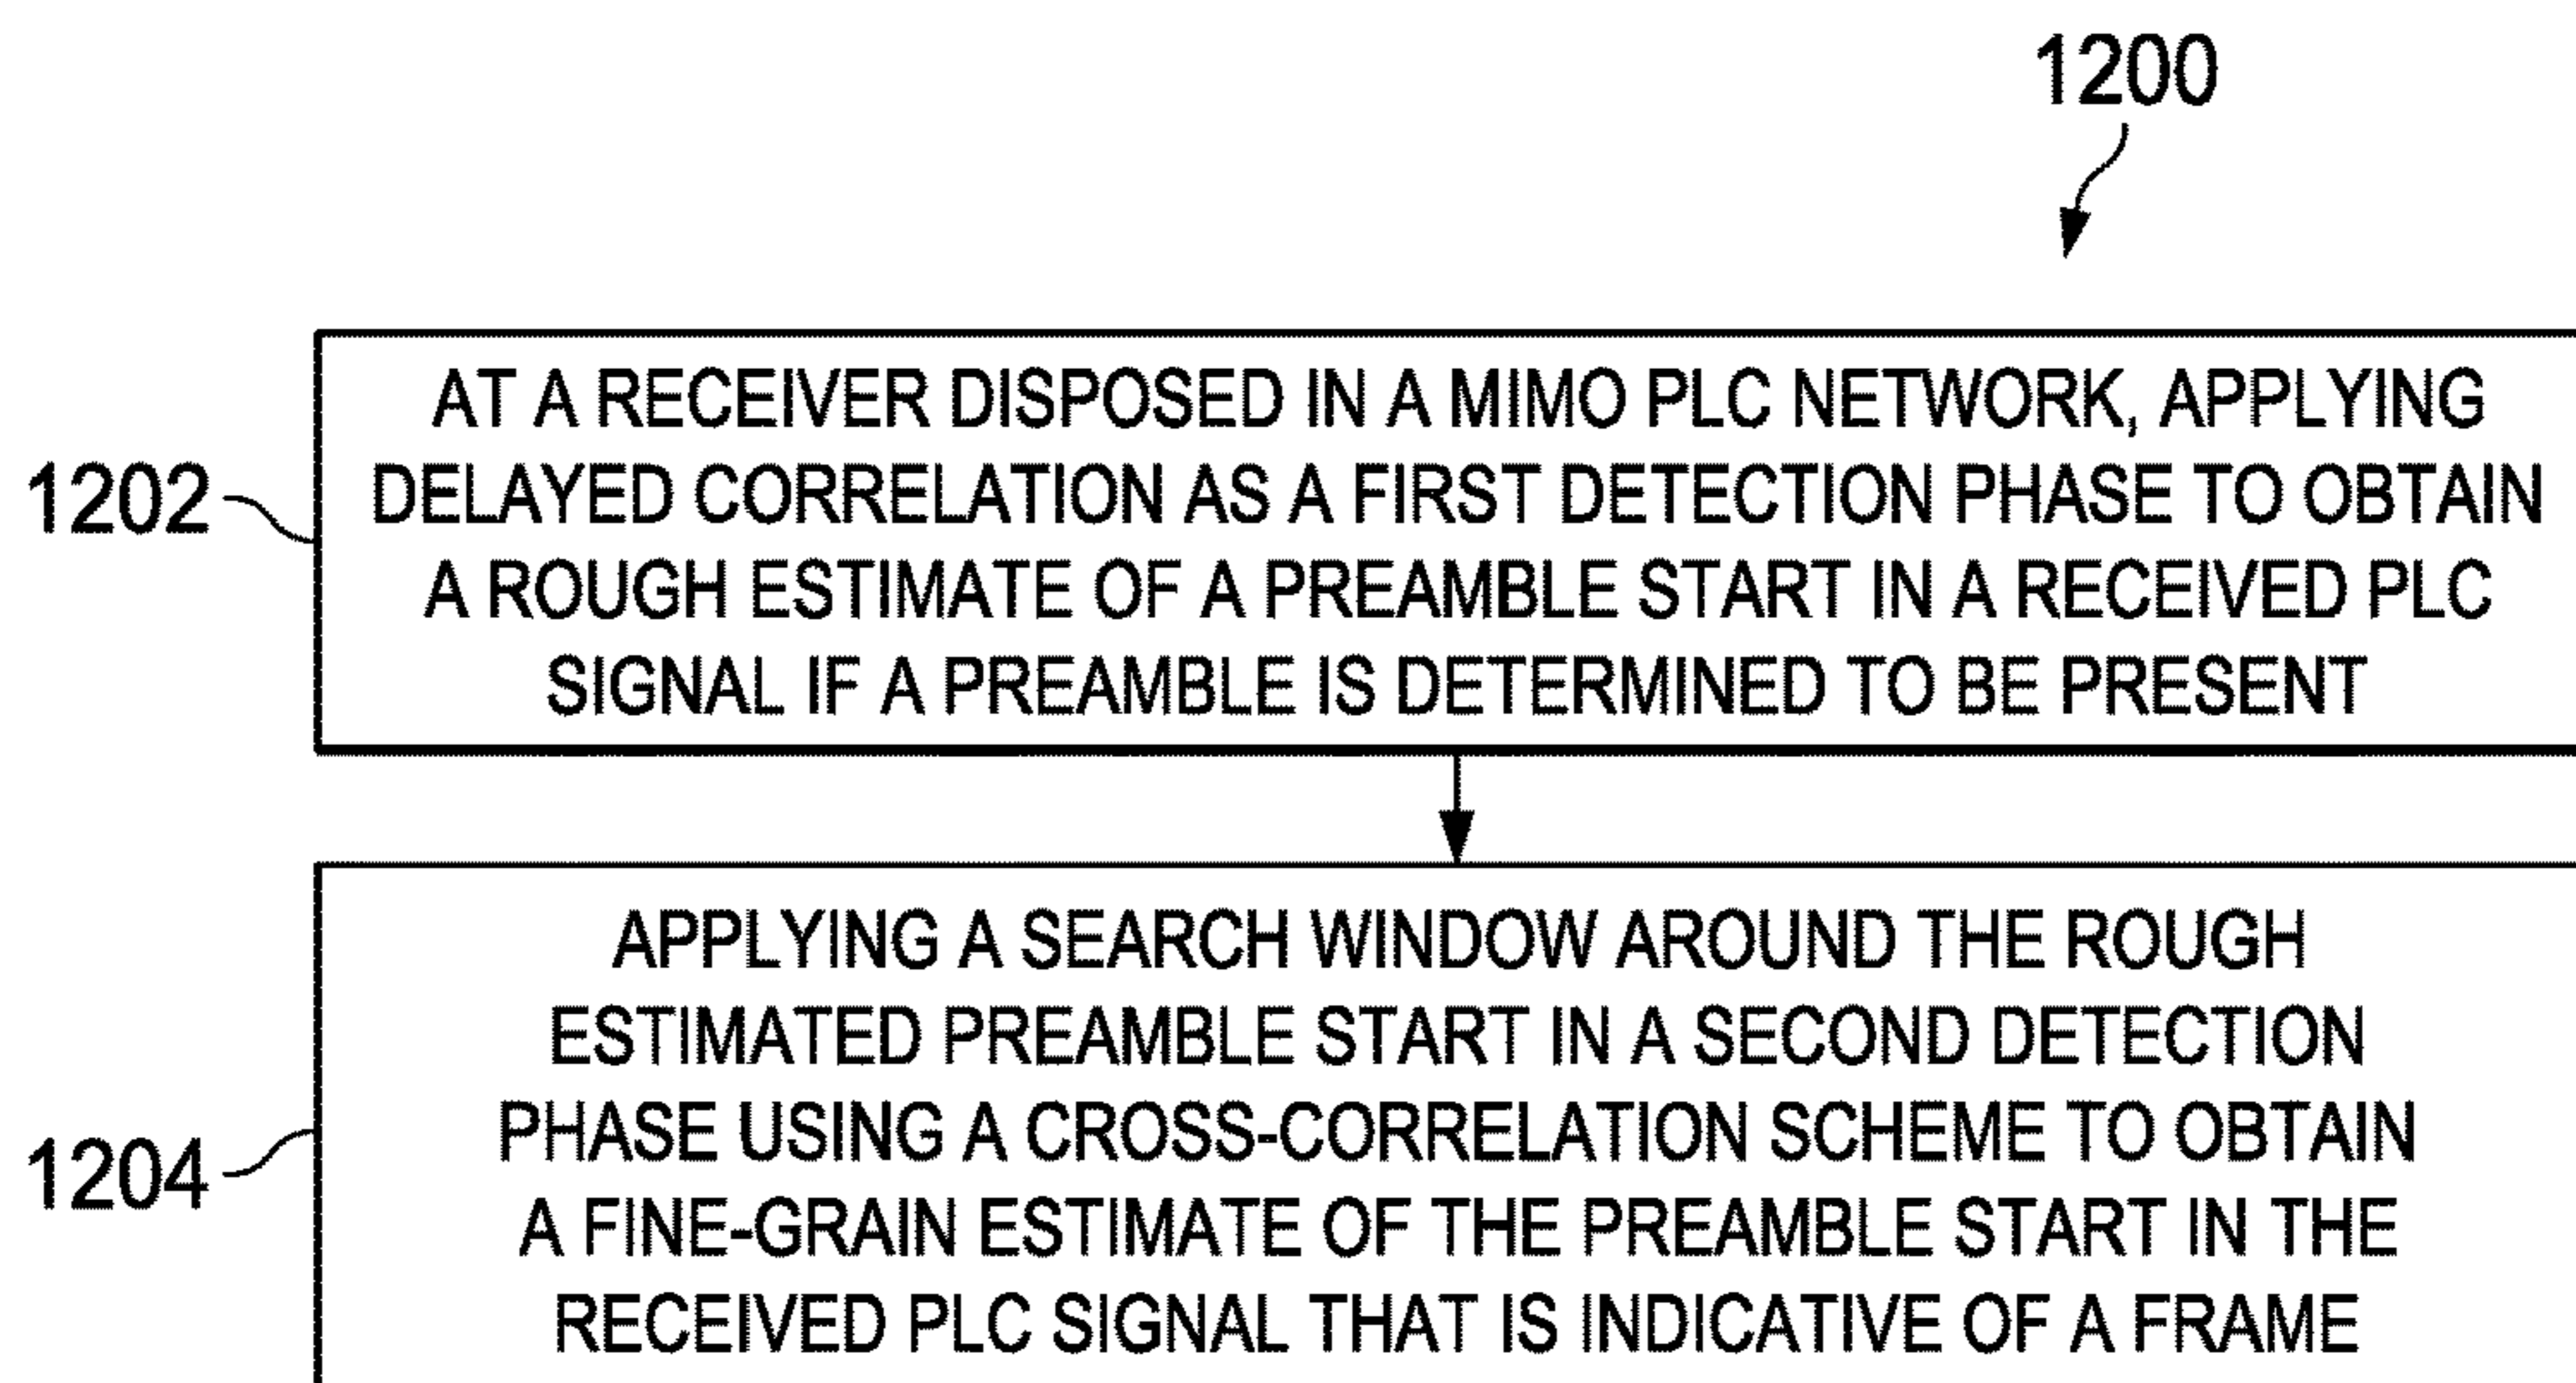 1200
1202
AT A RECEIVER DISPOSED IN A MIMO PLC NETWORK, APPLYING
DELAYED CORRELATION AS A FIRST DETECTION PHASE TO OBTAIN
A ROUGH ESTIMATE OF A PREAMBLE START IN A RECEIVED PLC
SIGNAL IF A PREAMBLE IS DETERMINED TO BE PRESENT
1204
APPLYING A SEARCH WINDOW AROUND THE ROUGH
ESTIMATED PREAMBLE START IN A SECOND DETECTION
PHASE USING A CROSS-CORRELATION SCHEME TO OBTAIN
A FINE-GRAIN ESTIMATE OF THE PREAMBLE START IN THE
RECEIVED PLC SIGNAL THAT IS INDICATIVE OF A FRAME